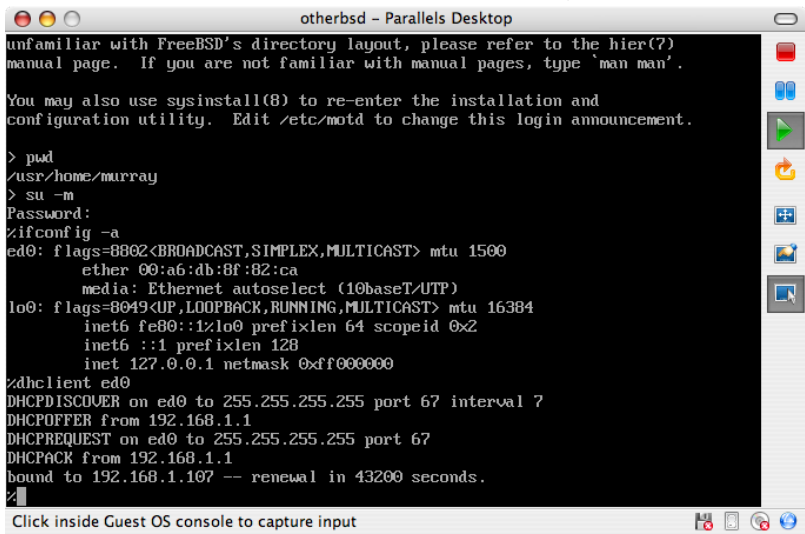 otherbsd – Parallels Desktop
unfamiliar with FreeBSD's directory layout, please refer to the hier(7)
manual page.  If you are not familiar with manual pages, type `man man'.
You may also use sysinstall(8) to re-enter the installation and
configuration utility.  Edit /etc/motd to change this login announcement.
> pwd
/usr/home/murray
> su -m
Password:
%ifconfig -a
ed0: flags=8802<BROADCAST,SIMPLEX,MULTICAST> mtu 1500
        ether 00:a6:db:8f:82:ca
        media: Ethernet autoselect (10baseT/UTP)
lo0: flags=8049<UP,LOOPBACK,RUNNING,MULTICAST> mtu 16384
        inet6 fe80::1%lo0 prefixlen 64 scopeid 0x2
        inet6 ::1 prefixlen 128
        inet 127.0.0.1 netmask 0xff000000
%dhclient ed0
DHCPDISCOVER on ed0 to 255.255.255.255 port 67 interval 7
DHCPOFFER from 192.168.1.1
DHCPREQUEST on ed0 to 255.255.255.255 port 67
DHCPACK from 192.168.1.1
bound to 192.168.1.107 -- renewal in 43200 seconds.
%
Click inside Guest OS console to capture input